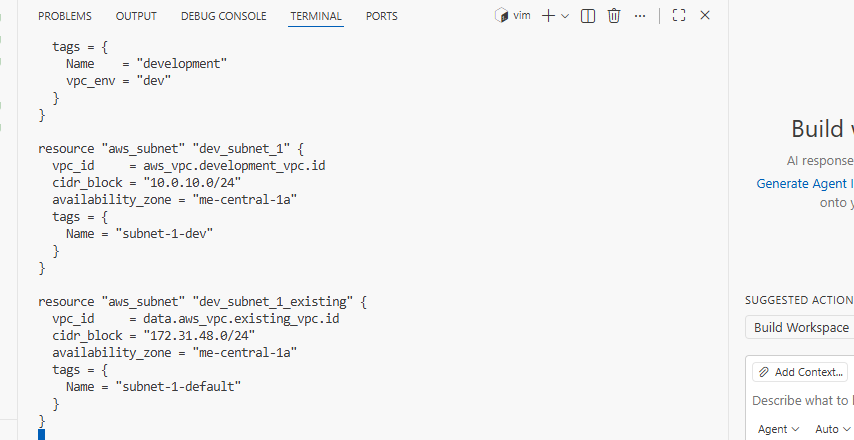 PROBLEMS OUTPUT DEBUG CONSOLE TERMINAL PORTS vim
  tags = {
    Name    = "development"
    vpc_env = "dev"
  }
}

resource "aws_subnet" "dev_subnet_1" {
  vpc_id     = aws_vpc.development_vpc.id
  cidr_block = "10.0.10.0/24"
  availability_zone = "me-central-1a"
  tags = {
    Name = "subnet-1-dev"
  }
}

resource "aws_subnet" "dev_subnet_1_existing" {
  vpc_id     = data.aws_vpc.existing_vpc.id
  cidr_block = "172.31.48.0/24"
  availability_zone = "me-central-1a"
  tags = {
    Name = "subnet-1-default"
  }
}
Build
AI response
Generate Agent
onto
SUGGESTED ACTION
Build Workspace
Add Context...
Describe what to
Agent Auto